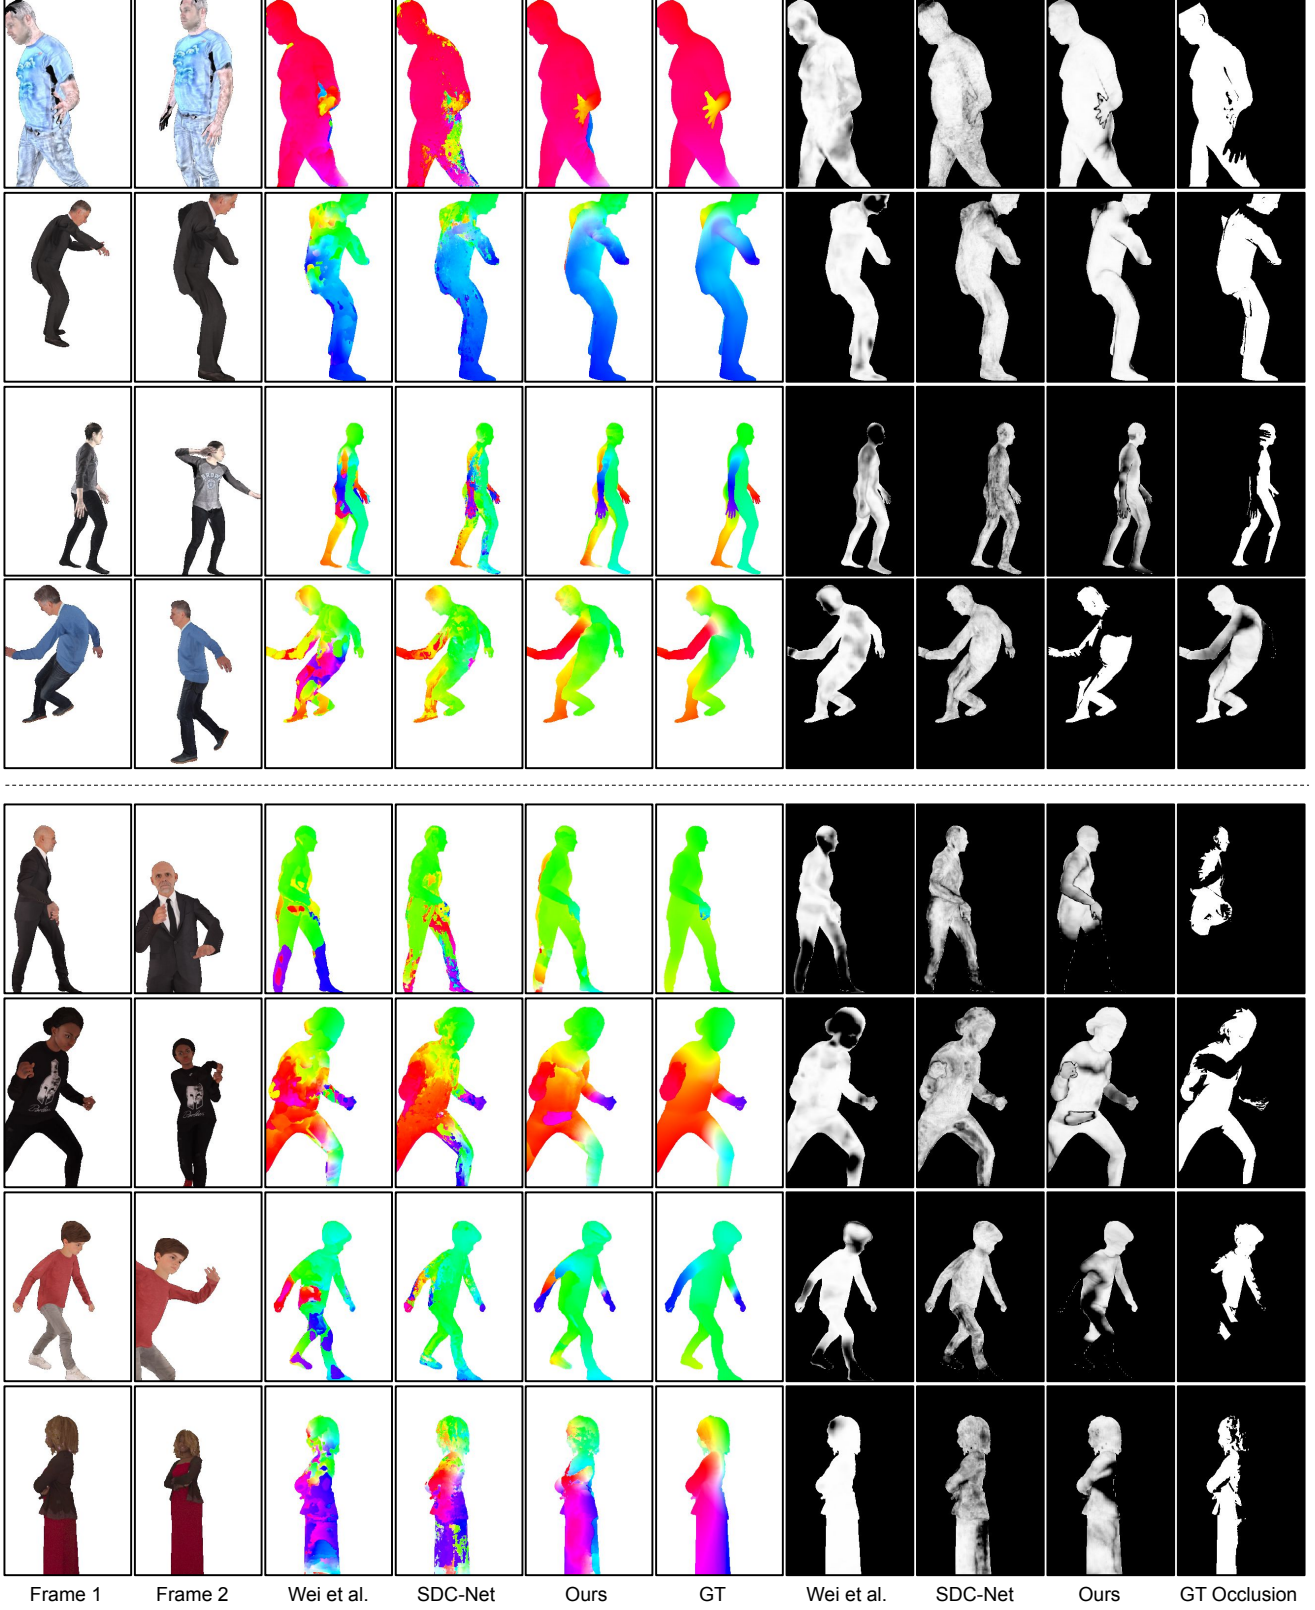 Frame 1 Frame 2 Wei et al. SDC-Net Ours GT Wei et al. SDC-Net Ours GT Occlusion